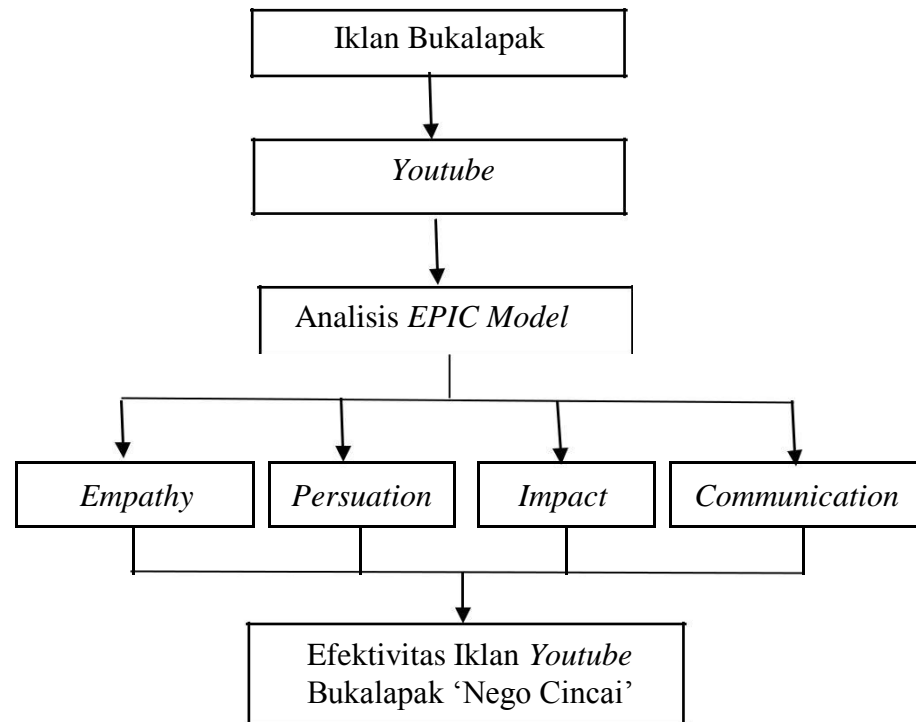 Iklan Bukalapak
Youtube
Analisis EPIC Model
Empathy
Persuation
Impact
Communication
Efektivitas Iklan Youtube
Bukalapak ‘Nego Cincai’